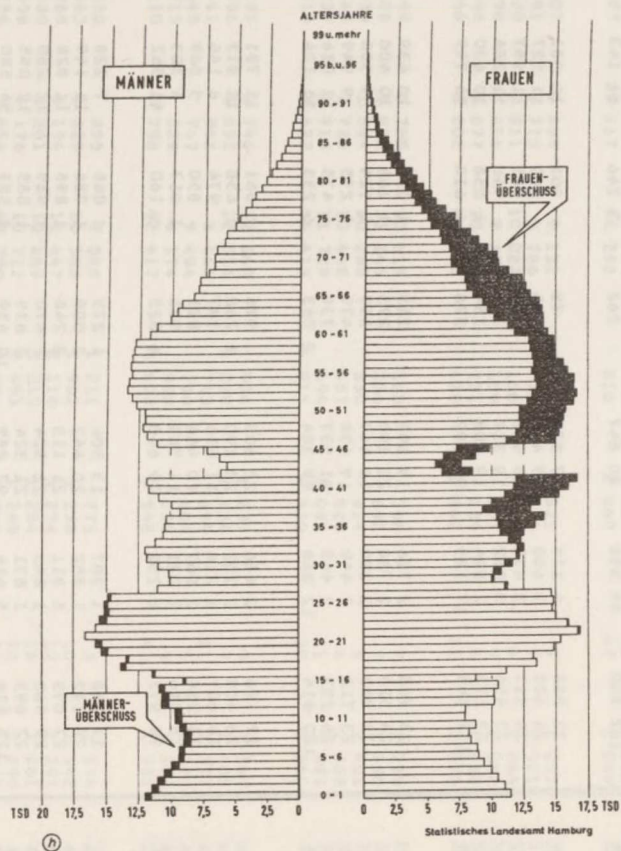 ALTERSJAHRE
99 u. mehr
95 b.u. 96
MÄNNER
FRAUEN
90 - 91
85 - 86
80 - 81
FRAUEN-
ÜBERSCHUSS
75 - 76
70 - 71
65 - 66
60 - 61
55 - 56
50 - 51
45 - 46
40 - 41
35 - 36
30 - 31
25 - 26
20 - 21
15 - 16
MÄNNER-
ÜBERSCHUSS
10 - 11
5 - 6
0 - 1
TSD 20 17,5 15 12,5 10 7,5 5 2,5 0 0 2,5 5 7,5 10 12,5 15 17,5 TSD
h
Statistisches Landesamt Hamburg